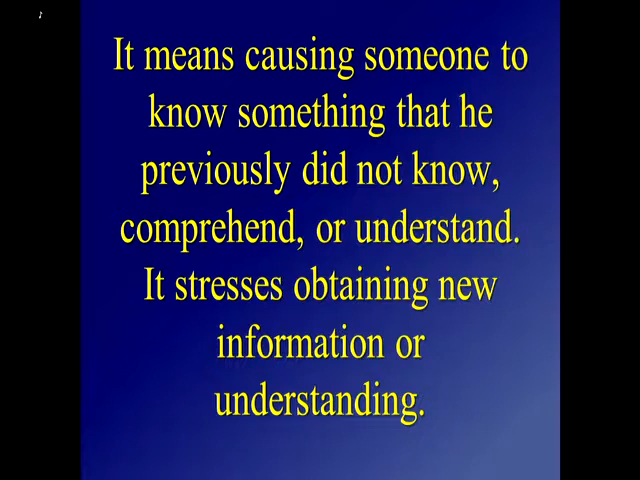 It means causing someone to
know something that he
previously did not know,
comprehend, or understand.
It stresses obtaining new
information or
understanding.